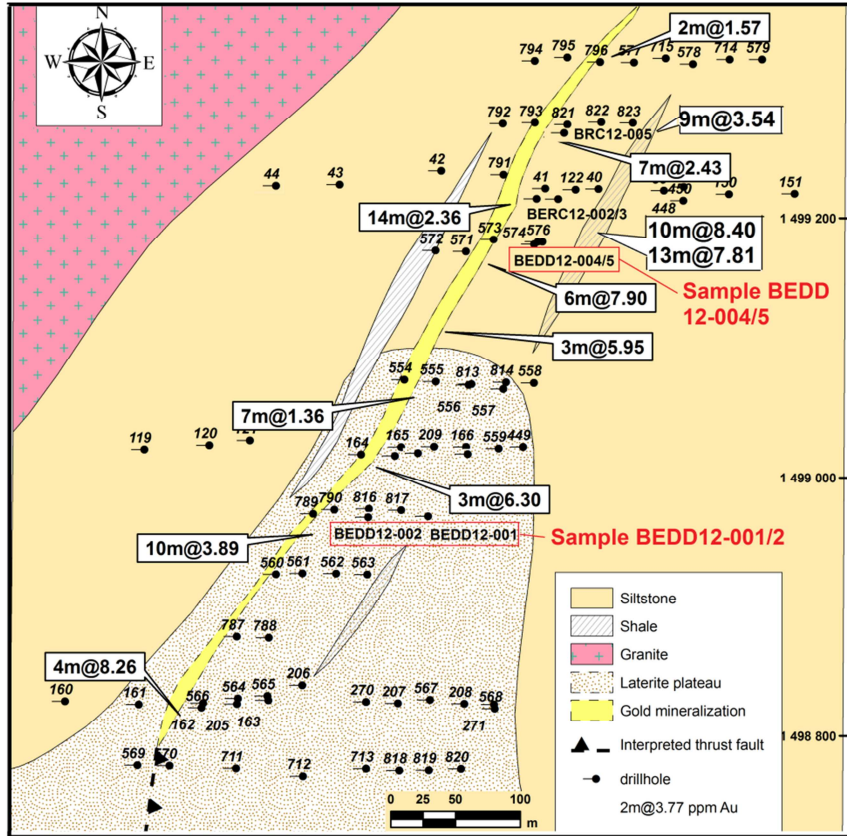 N
W E
S
2m@1.57
794 795 796 577 715 578 714 579
9m@3.54
792 793 821 822 823
BRC12-005
7m@2.43
44 43 42 791 41 122 40 450 150 151
448
14m@2.36
BERC12-002/3
1 499 200
572 571 573 574 576
10m@8.40
13m@7.81
BEDD12-004/5
6m@7.90
Sample BEDD
12-004/5
3m@5.95
554 555 813 814 558
7m@1.36
556 557
119 120 121 164 165 209 166 559 449
3m@6.30
1 499 000
789 790 816 817
10m@3.89
BEDD12-002 BEDD12-001
Sample BEDD12-001/2
560 561 562 563
787 788
4m@8.26
160 161 566 564 565 206 270 207 567 208 568
162 205 163 271
1 498 800
569 570 711 712 713 818 819 820
0 25 50 100
m
Siltstone
Shale
Granite
Laterite plateau
Gold mineralization
Interpreted thrust fault
drillhole
2m@3.77 ppm Au